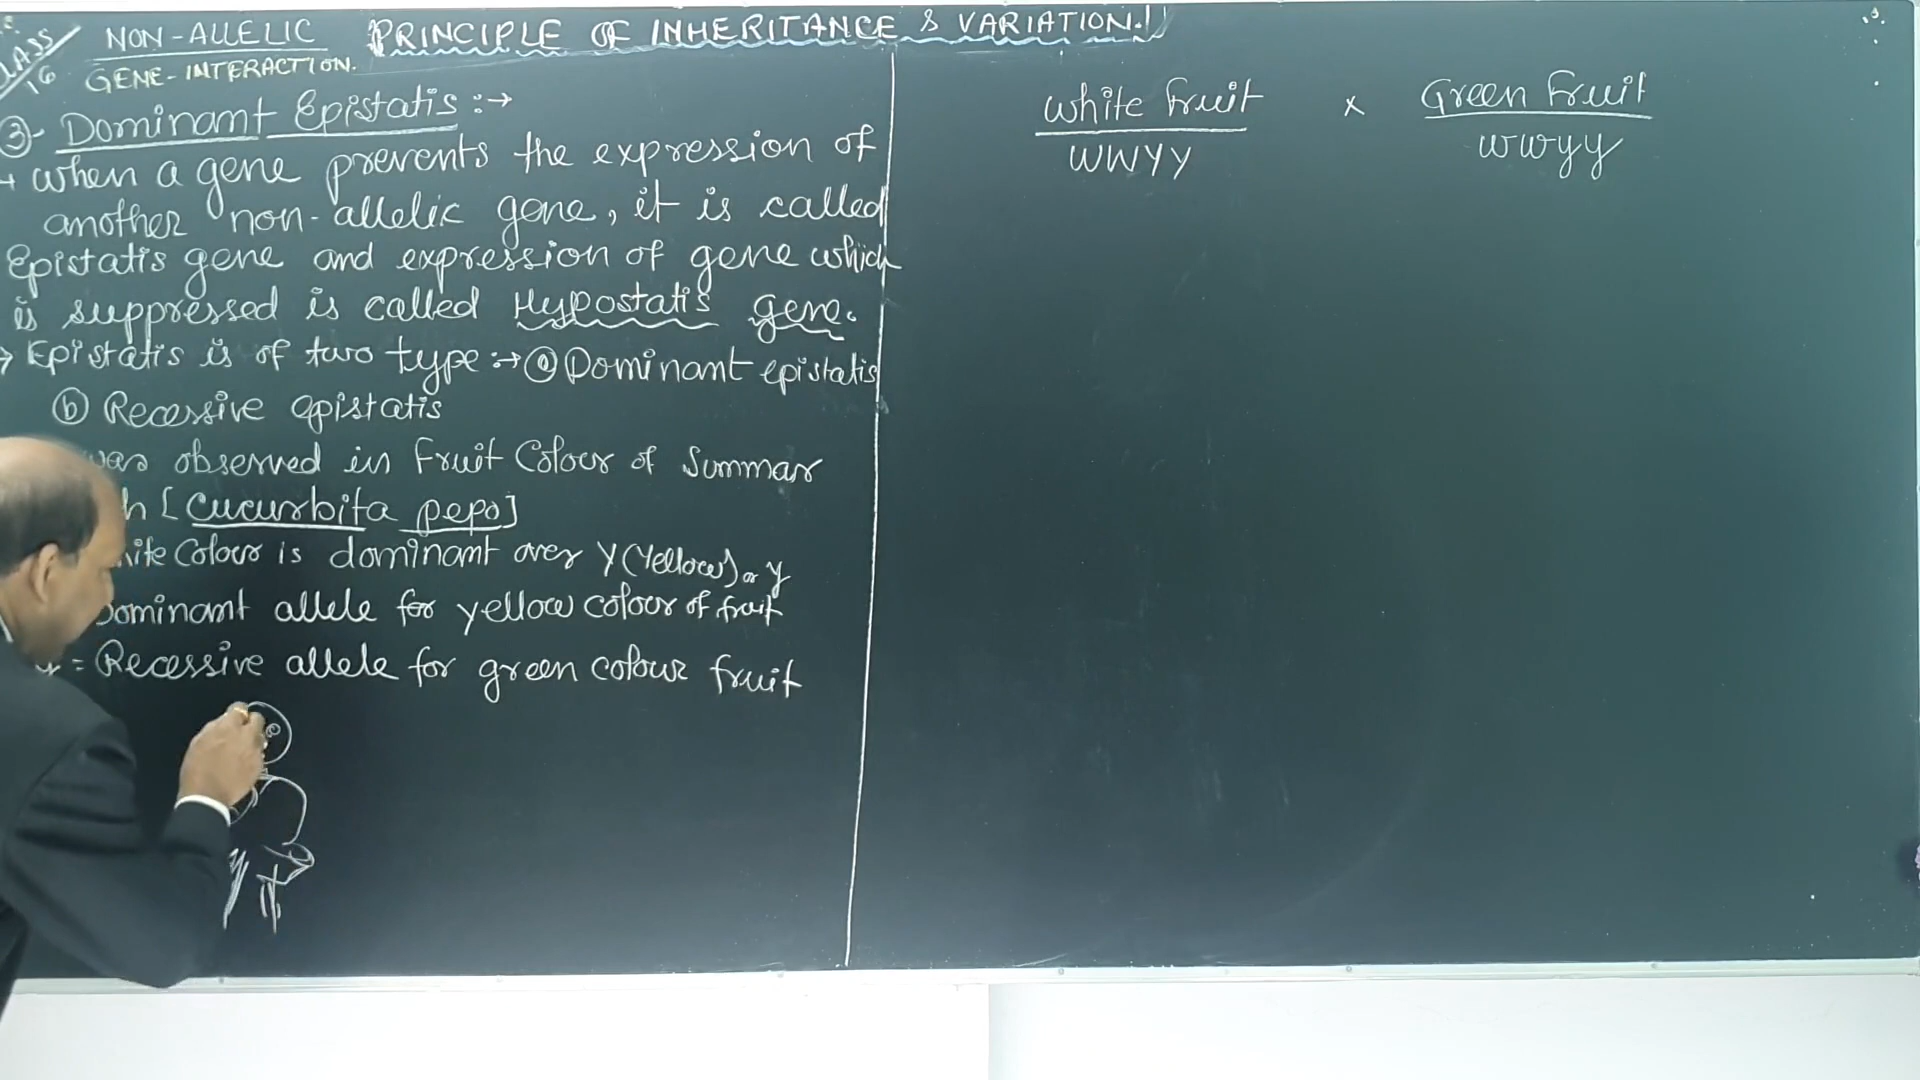 NON-ALLELIC
GENE-INTERACTION.
PRINCIPLE OF INHERITANCE & VARIATION.!!
16
③- Dominant Epistatis :→
when a gene prevents the expression of
another non-allelic gene, it is called
Epistatis gene and expression of gene which
is suppressed is called Hypostatis gene.
→ Epistatis is of two type :→ ⓐ Dominant epistatis
ⓑ Recessive epistatis
was observed in Fruit Colour of Summar
[Cucurbita pepo]
Colour is dominant over Y (Yellow) or y
Dominant allele for yellow colour of fruit
= Recessive allele for green colour fruit
white Fruit × Green Fruit
WWYY wwyy